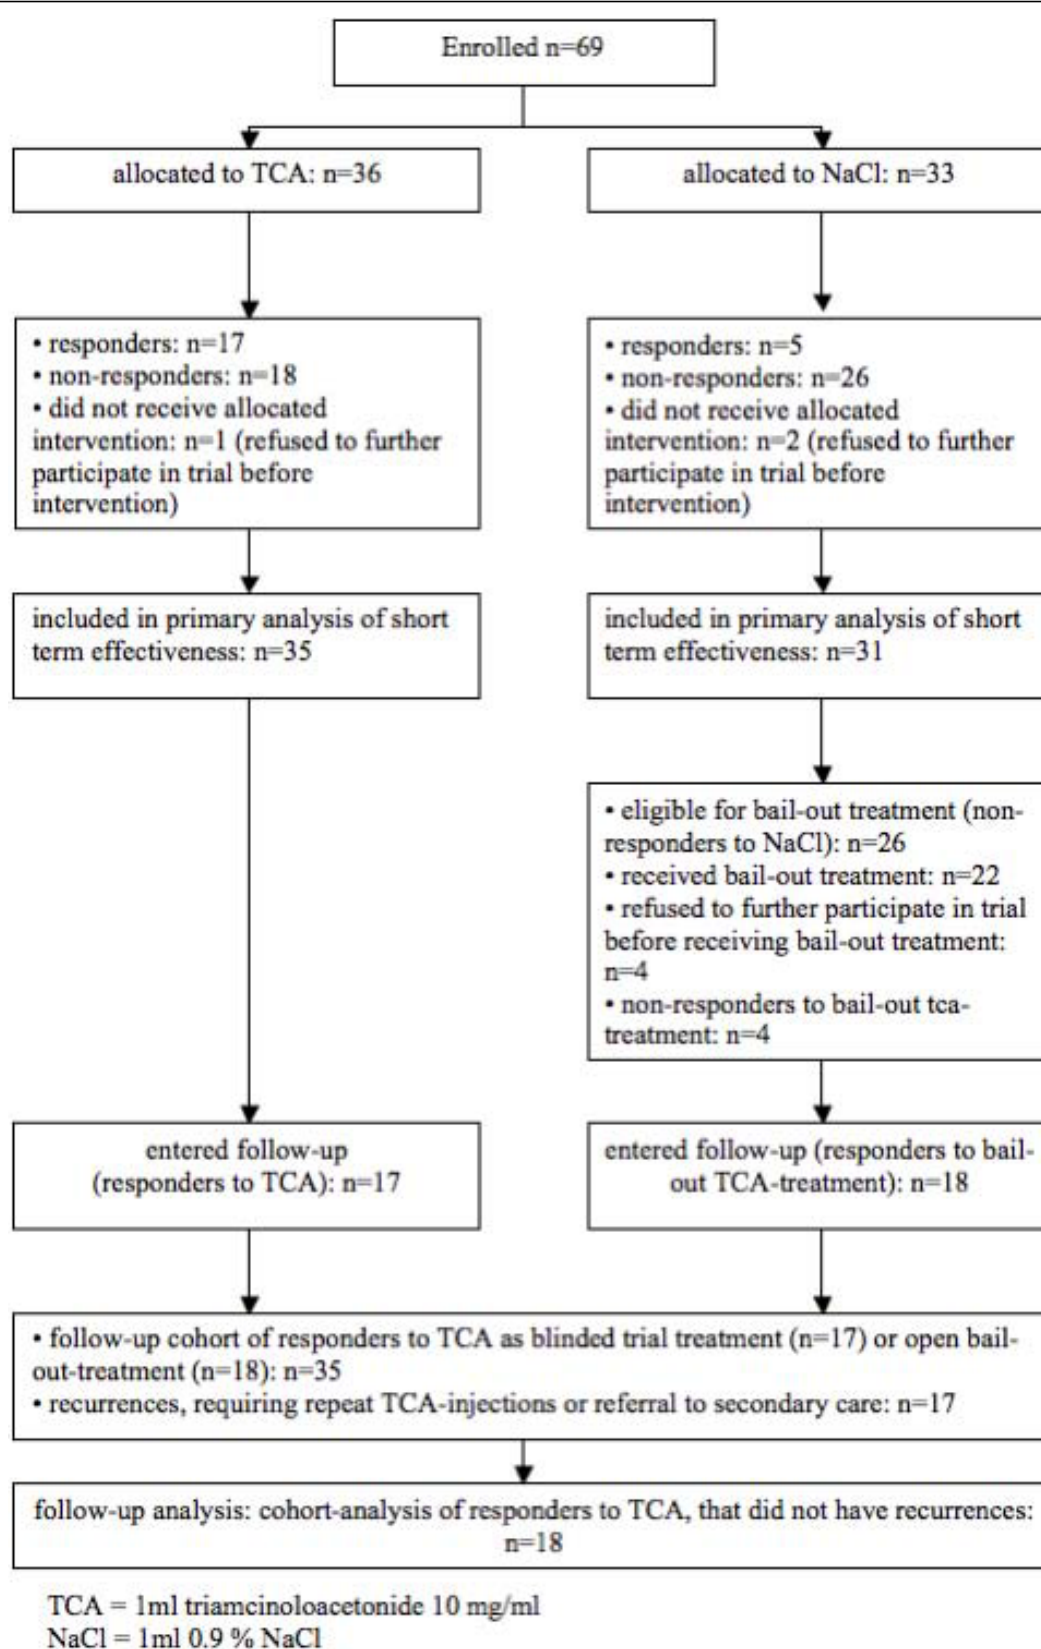 Enrolled n=69
allocated to TCA: n=36
allocated to NaCl: n=33
• responders: n=17
• non-responders: n=18
• did not receive allocated
intervention: n=1 (refused to further
participate in trial before
intervention)
• responders: n=5
• non-responders: n=26
• did not receive allocated
intervention: n=2 (refused to further
participate in trial before
intervention)
included in primary analysis of short
term effectiveness: n=35
included in primary analysis of short
term effectiveness: n=31
• eligible for bail-out treatment (non-
responders to NaCl): n=26
• received bail-out treatment: n=22
• refused to further participate in trial
before receiving bail-out treatment:
n=4
• non-responders to bail-out tca-
treatment: n=4
entered follow-up
(responders to TCA): n=17
entered follow-up (responders to bail-
out TCA-treatment): n=18
• follow-up cohort of responders to TCA as blinded trial treatment (n=17) or open bail-
out-treatment (n=18): n=35
• recurrences, requiring repeat TCA-injections or referral to secondary care: n=17
follow-up analysis: cohort-analysis of responders to TCA, that did not have recurrences:
n=18
TCA = 1ml triamcinoloacetonide 10 mg/ml
NaCl = 1ml 0.9 % NaCl